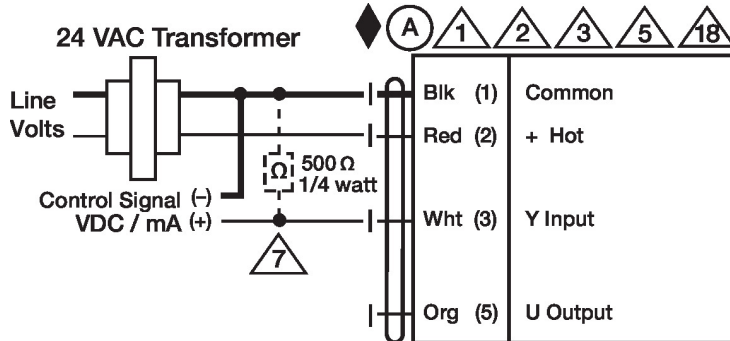 24 VAC Transformer
A 1 2 3 5 18
Line
Volts
Blk (1) Common
Red (2) + Hot
Ω 500 Ω
1/4 watt
Control Signal (–)
VDC / mA (+)
Wht (3) Y Input
7
Org (5) U Output